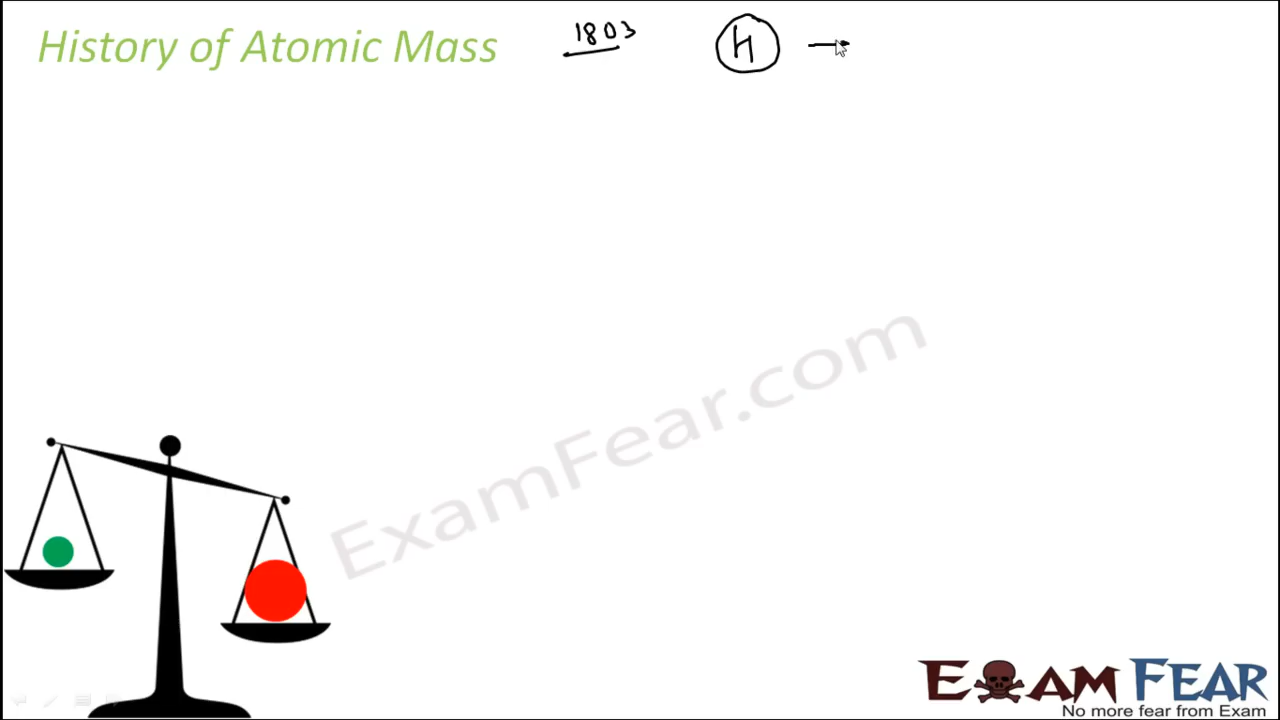 History of Atomic Mass
1803
H
ExamFear.com
EXAM FEAR
No more fear from Exam